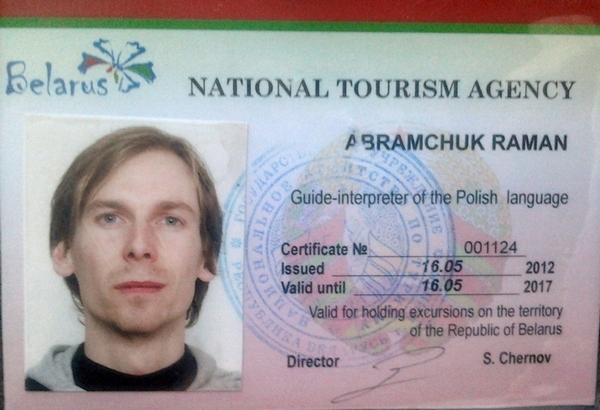 Belarus
NATIONAL TOURISM AGENCY
ABRAMCHUK RAMAN
Guide-interpreter of the Polish language
Certificate № 001124
Issued 16.05 2012
Valid until 16.05 2017
Valid for holding excursions on the territory
of the Republic of Belarus
Director S. Chernov